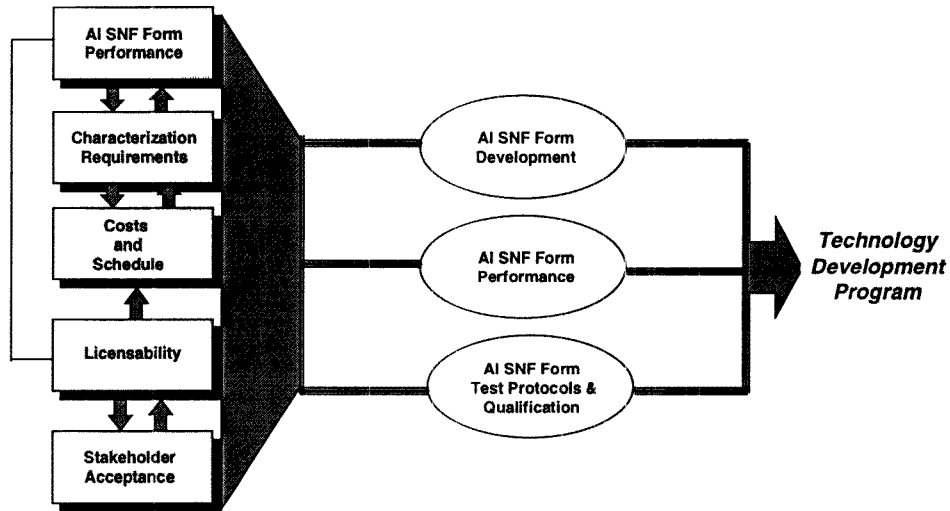 Al SNF Form
Performance
Characterization
Requirements
Costs
and
Schedule
Licensability
Stakeholder
Acceptance
Al SNF Form
Development
Al SNF Form
Performance
Al SNF Form
Test Protocols &
Qualification
Technology
Development
Program